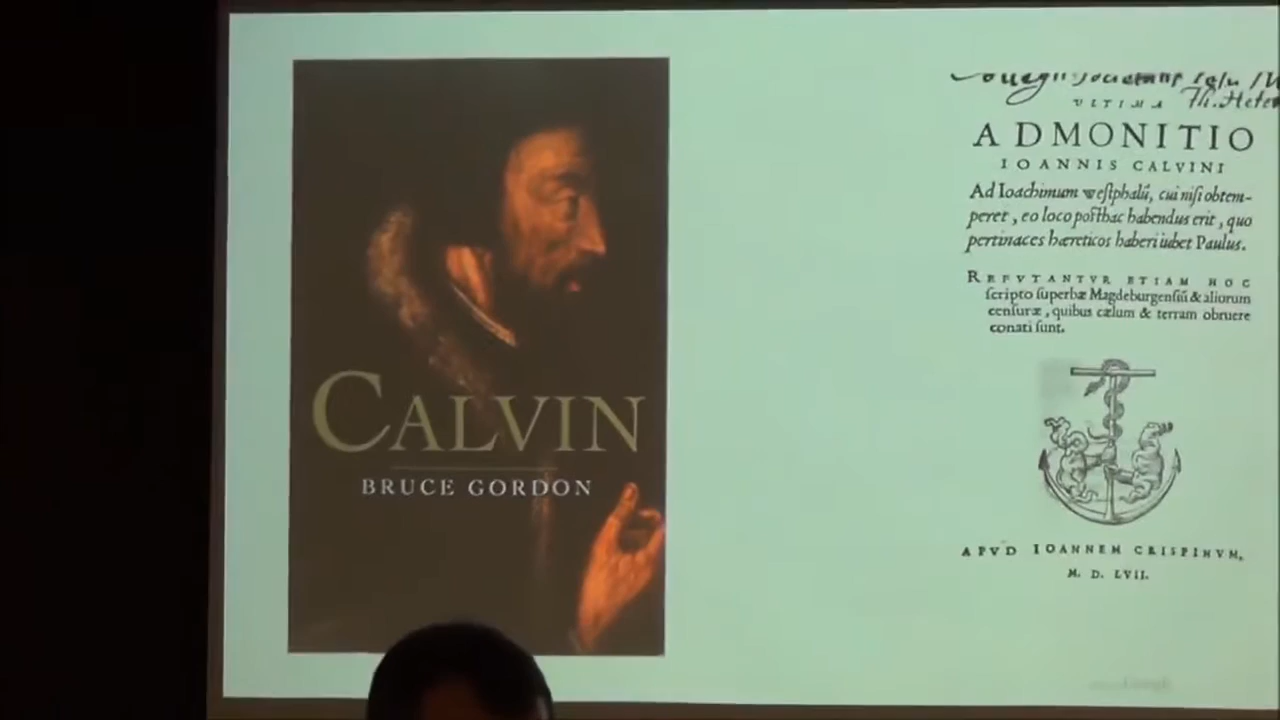 CALVIN
BRUCE GORDON
Th. Hete
VLTIMA
ADMONITIO
IOANNIS CALVINI
Ad Ioachimum weſtphalū, cui niſi obtem-
peret, eo loco poſthac habendus erit, quo
pertinaces hæreticos haberi iubet Paulus.
REFVTANTVR ETIAM HOC
ſcripto ſuperbæ Magdeburgenſiū & aliorum
cenſuræ, quibus cælum & terram obruere
conati ſunt.
APVD IOANNEM CRISPINVM,
M. D. LVII.